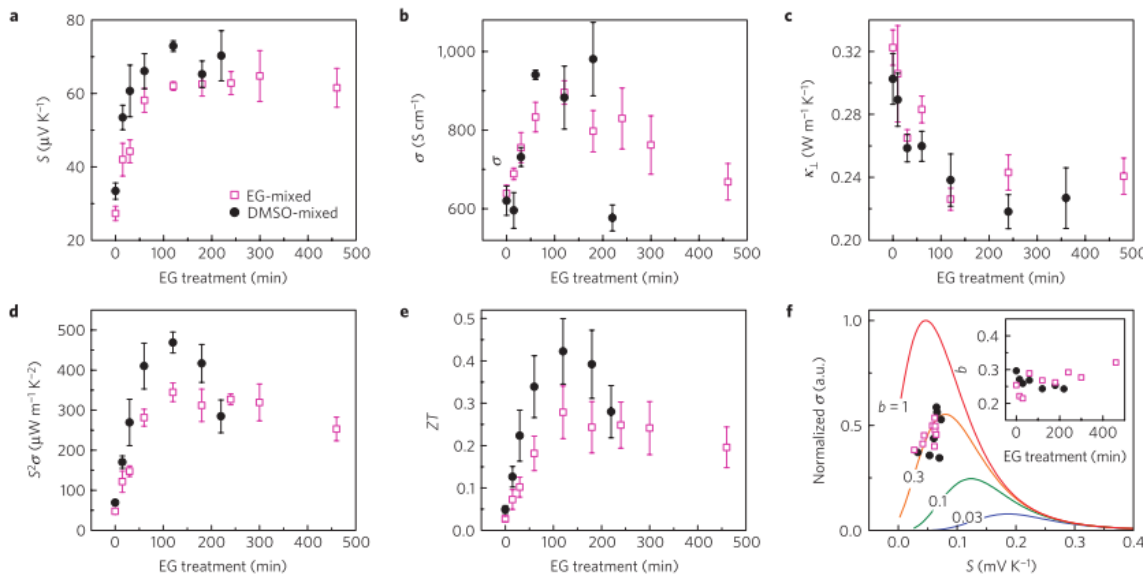 a
80
60
40
20
S (μV K⁻¹)
EG-mixed
DMSO-mixed
0 100 200 300 400 500
EG treatment (min)
b
1,000
800
600
σ (S cm⁻¹)
σ
0 100 200 300 400 500
EG treatment (min)
c
0.32
0.28
0.24
0.20
κ⊥ (W m⁻¹ K⁻¹)
0 100 200 300 400 500
EG treatment (min)
d
500
400
300
200
100
0
S²σ (μW m⁻¹ K⁻²)
0 100 200 300 400 500
EG treatment (min)
e
0.5
0.4
0.3
0.2
0.1
0.0
ZT
0 100 200 300 400 500
EG treatment (min)
f
1.0
0.5
0.0
Normalized σ (a.u.)
b = 1
0.3
0.1
0.03
0.4
0.3
0.2
b
0 200 400
EG treatment (min)
0.0 0.1 0.2 0.3 0.4
S (mV K⁻¹)